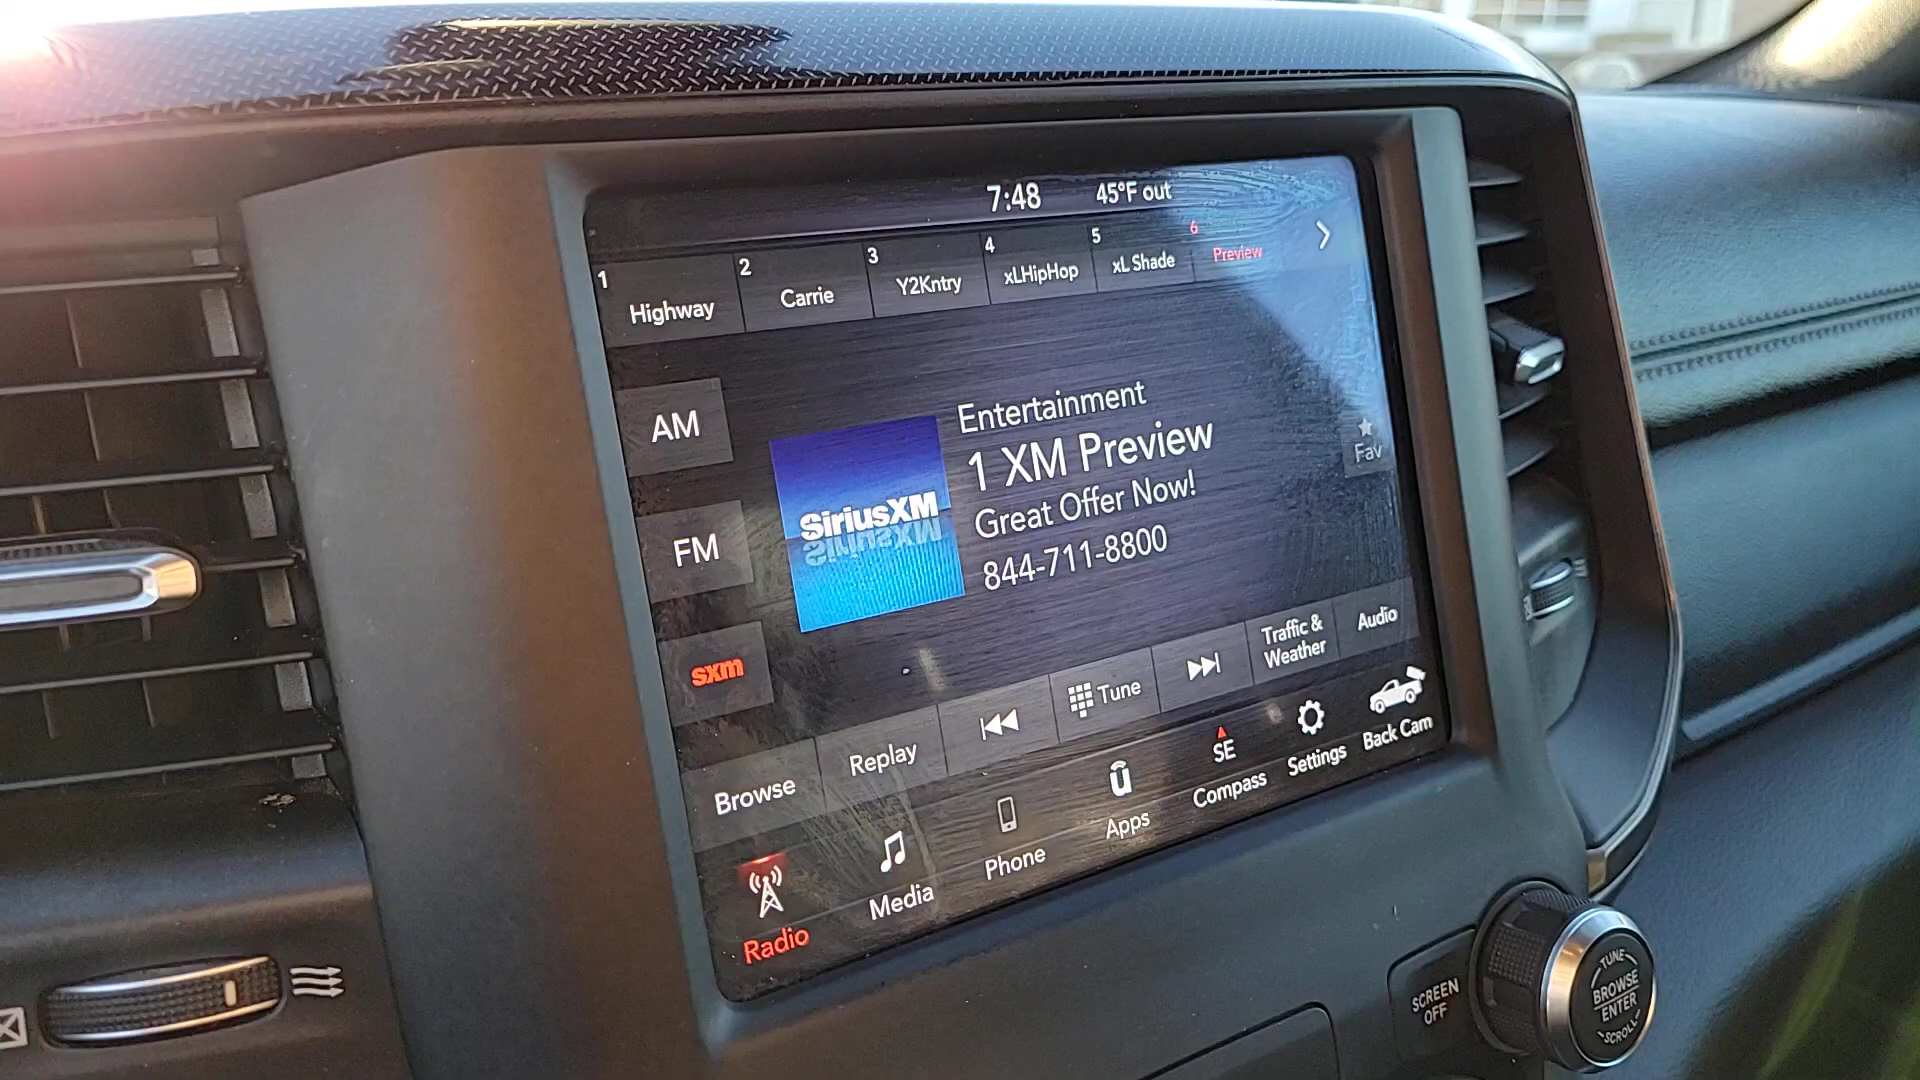 7:48
45°F out
1 Highway
2 Carrie
3 Y2Kntry
4 xLHipHop
5 xL Shade
6 Preview
AM
FM
sxm
SiriusXM
Entertainment
1 XM Preview
Great Offer Now!
844-711-8800
Fav
Browse
Replay
Tune
Traffic &
Weather
Audio
Radio
Media
Phone
Apps
SE
Compass
Settings
Back Cam
SCREEN
OFF
TUNE
BROWSE
ENTER
SCROLL